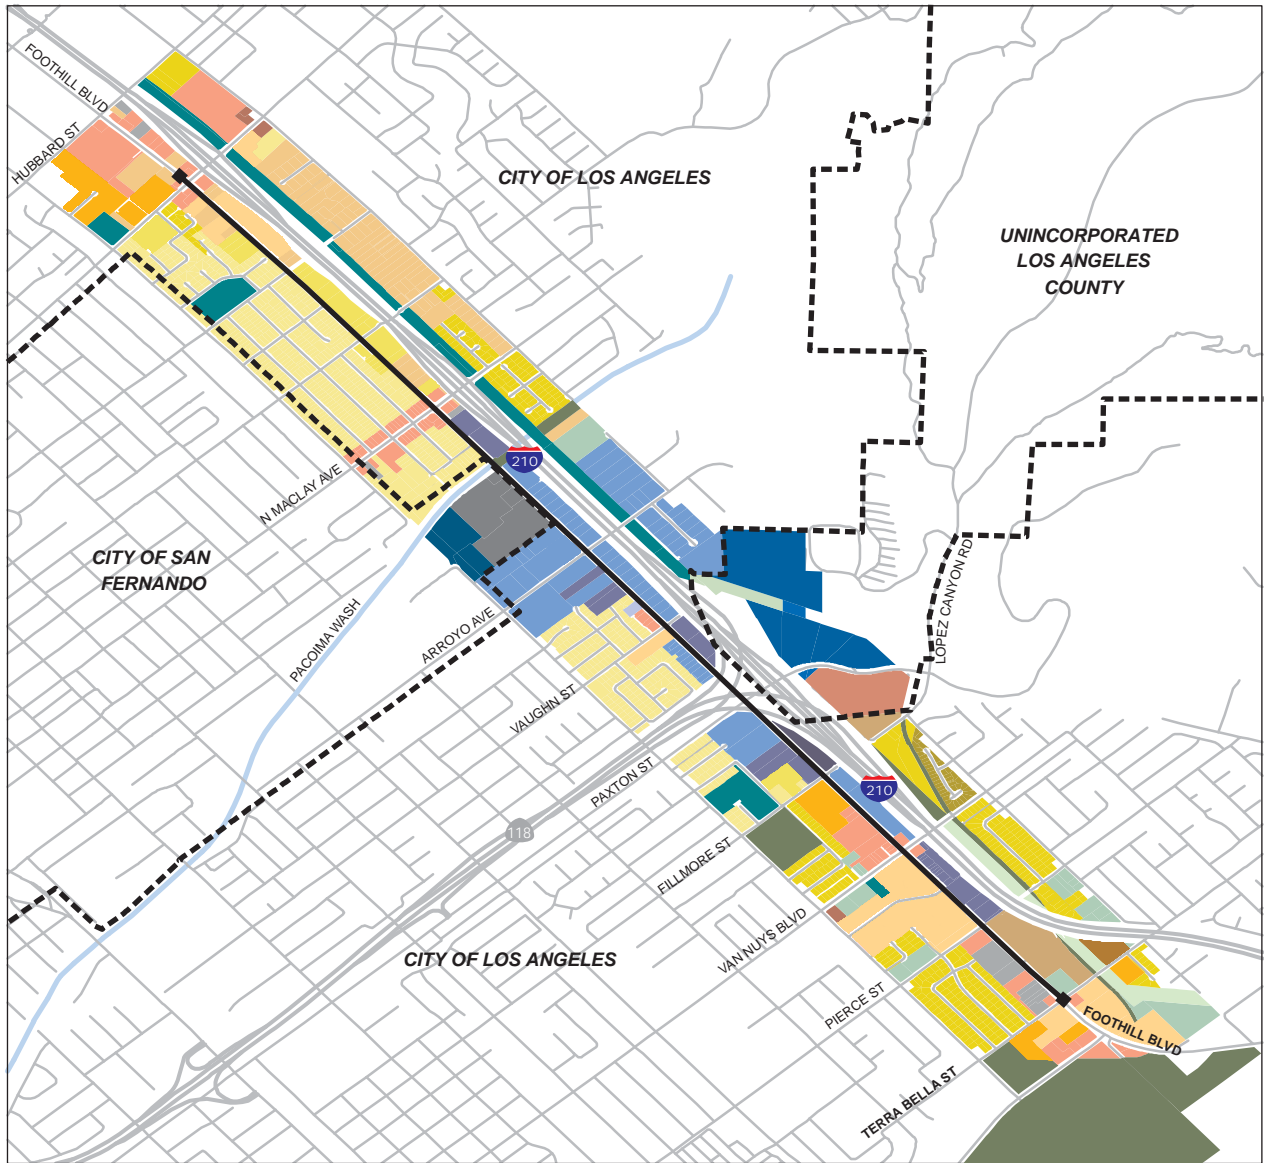 FOOTHILL BLVD
HUBBARD ST
CITY OF LOS ANGELES
UNINCORPORATED
LOS ANGELES
COUNTY
210
N MACLAY AVE
CITY OF SAN
FERNANDO
PACOIMA WASH
ARROYO AVE
LOPEZ CANYON RD
VAUGHN ST
PAXTON ST
210
118
FILLMORE ST
VAN NUYS BLVD
CITY OF LOS ANGELES
PIERCE ST
FOOTHILL BLVD
TERRA BELLA ST